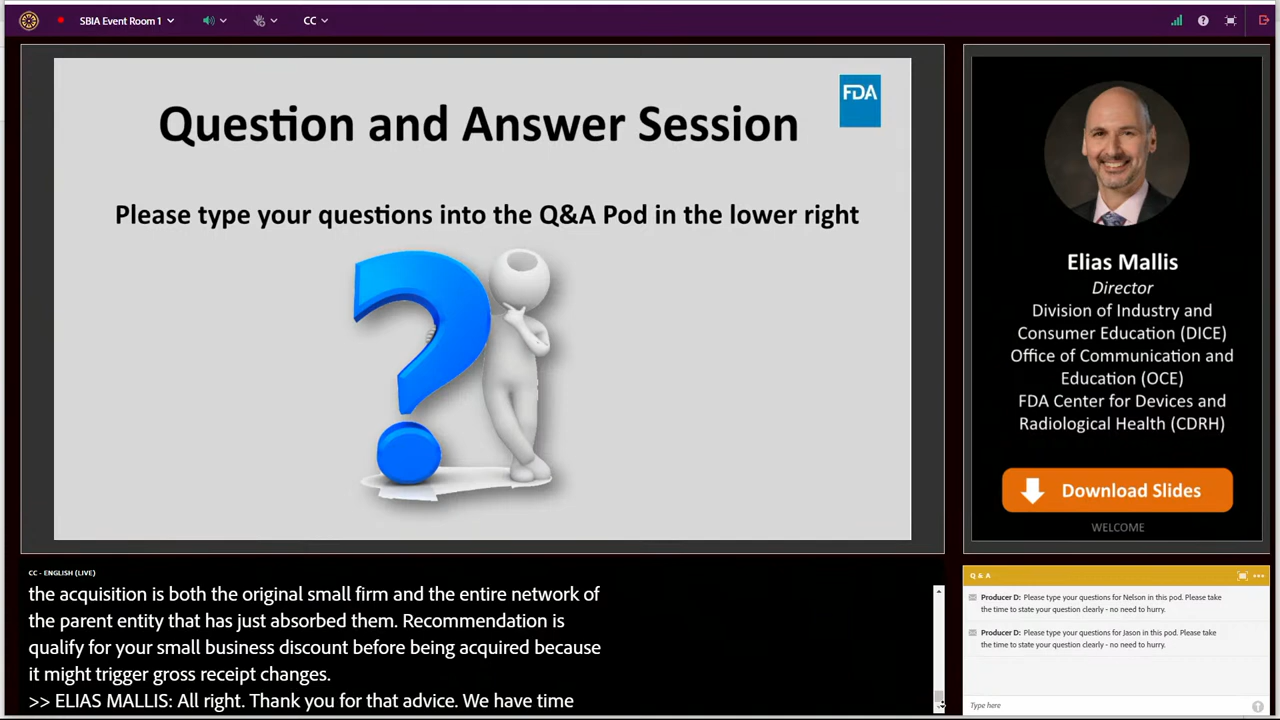 SBIA Event Room 1
CC
Question and Answer Session
FDA
Please type your questions into the Q&A Pod in the lower right
Elias Mallis
Director
Division of Industry and
Consumer Education (DICE)
Office of Communication and
Education (OCE)
FDA Center for Devices and
Radiological Health (CDRH)
Download Slides
WELCOME
CC - ENGLISH (LIVE)
the acquisition is both the original small firm and the entire network of
the parent entity that has just absorbed them. Recommendation is
qualify for your small business discount before being acquired because
it might trigger gross receipt changes.
>> ELIAS MALLIS: All right. Thank you for that advice. We have time
Q & A
Producer D: Please type your questions for Nelson in this pod. Please take
the time to state your question clearly - no need to hurry.
Producer D: Please type your questions for Jason in this pod. Please take
the time to state your question clearly - no need to hurry.
Type here